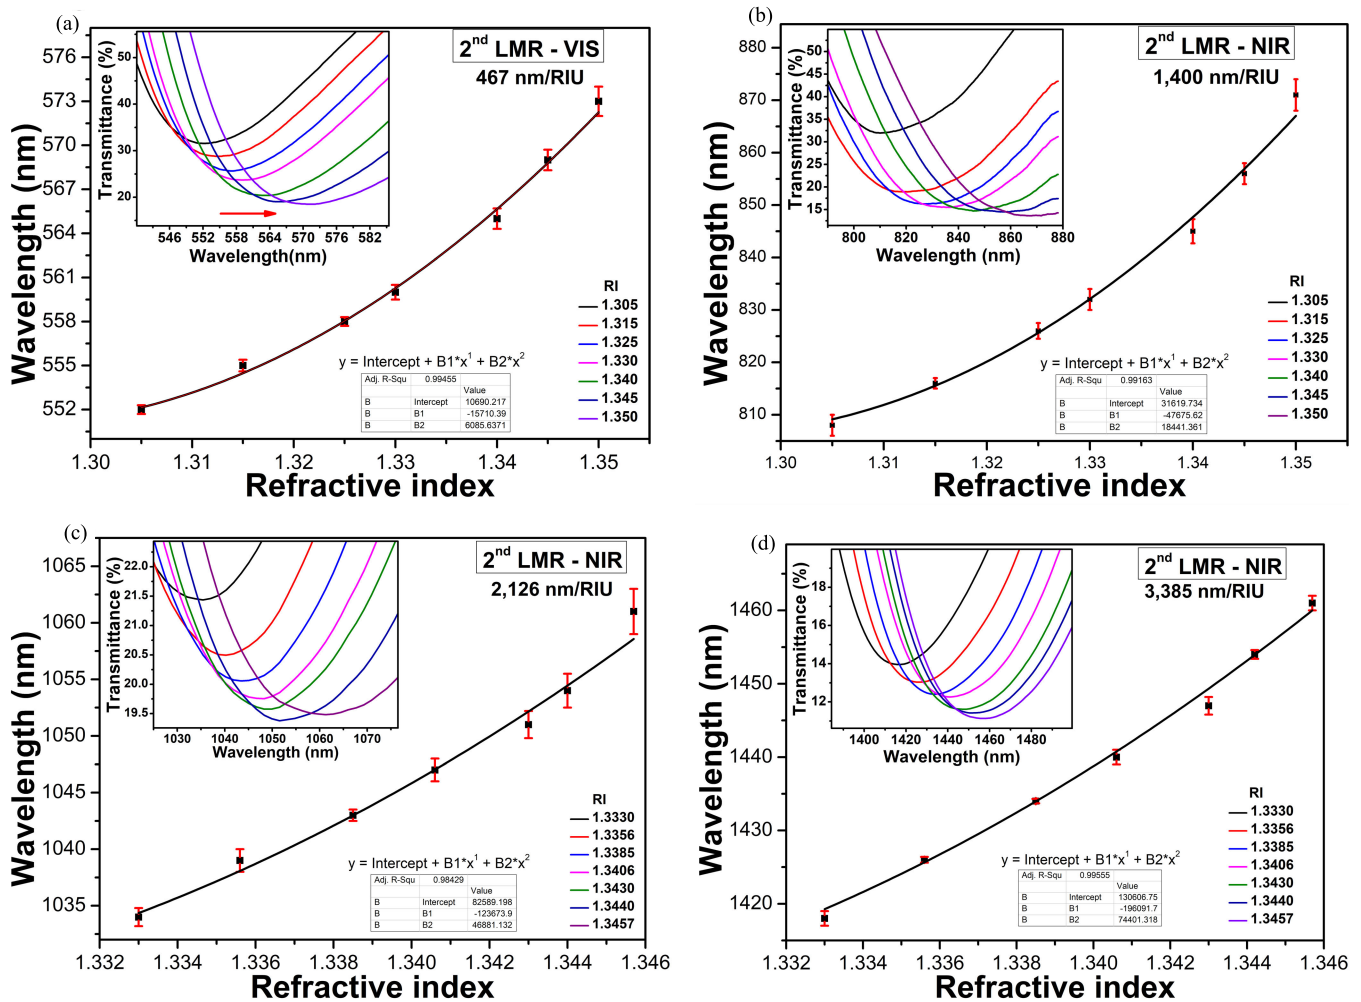 (a)
2nd LMR - VIS
467 nm/RIU
Wavelength (nm)
576
573
570
567
564
561
558
555
552
1.30 1.31 1.32 1.33 1.34 1.35
Refractive index
Transmittance (%)
50
40
30
20
546 552 558 564 570 576 582
Wavelength(nm)
RI
1.305
1.315
1.325
1.330
1.340
1.345
1.350
y = Intercept + B1*x1 + B2*x2
Adj. R-Squ 0.99455
Value
B Intercept 10690.217
B B1 -15710.39
B B2 6085.6371
(b)
2nd LMR - NIR
1,400 nm/RIU
Wavelength (nm)
880
870
860
850
840
830
820
810
1.30 1.31 1.32 1.33 1.34 1.35
Refractive index
Transmittance (%)
50
45
40
35
30
25
20
15
800 820 840 860 880
Wavelength (nm)
RI
1.305
1.315
1.325
1.330
1.340
1.345
1.350
y = Intercept + B1*x1 + B2*x2
Adj. R-Squ 0.99163
Value
B Intercept 31619.734
B B1 -47675.62
B B2 18441.361
(c)
2nd LMR - NIR
2,126 nm/RIU
Wavelength (nm)
1065
1060
1055
1050
1045
1040
1035
1.332 1.334 1.336 1.338 1.340 1.342 1.344 1.346
Refractive index
Transmittance (%)
22.0
21.5
21.0
20.5
20.0
19.5
1030 1040 1050 1060 1070
Wavelength (nm)
RI
1.3330
1.3356
1.3385
1.3406
1.3430
1.3440
1.3457
y = Intercept + B1*x1 + B2*x2
Adj. R-Squ 0.98429
Value
B Intercept 82589.198
B B1 -123673.9
B B2 46881.132
(d)
2nd LMR - NIR
3,385 nm/RIU
Wavelength (nm)
1460
1450
1440
1430
1420
1.332 1.334 1.336 1.338 1.340 1.342 1.344 1.346
Refractive index
Transmittance (%)
18
16
14
12
1400 1420 1440 1460 1480
Wavelength (nm)
RI
1.3330
1.3356
1.3385
1.3406
1.3430
1.3440
1.3457
y = Intercept + B1*x1 + B2*x2
Adj. R-Squ 0.99555
Value
B Intercept 130606.75
B B1 -196091.7
B B2 74401.318